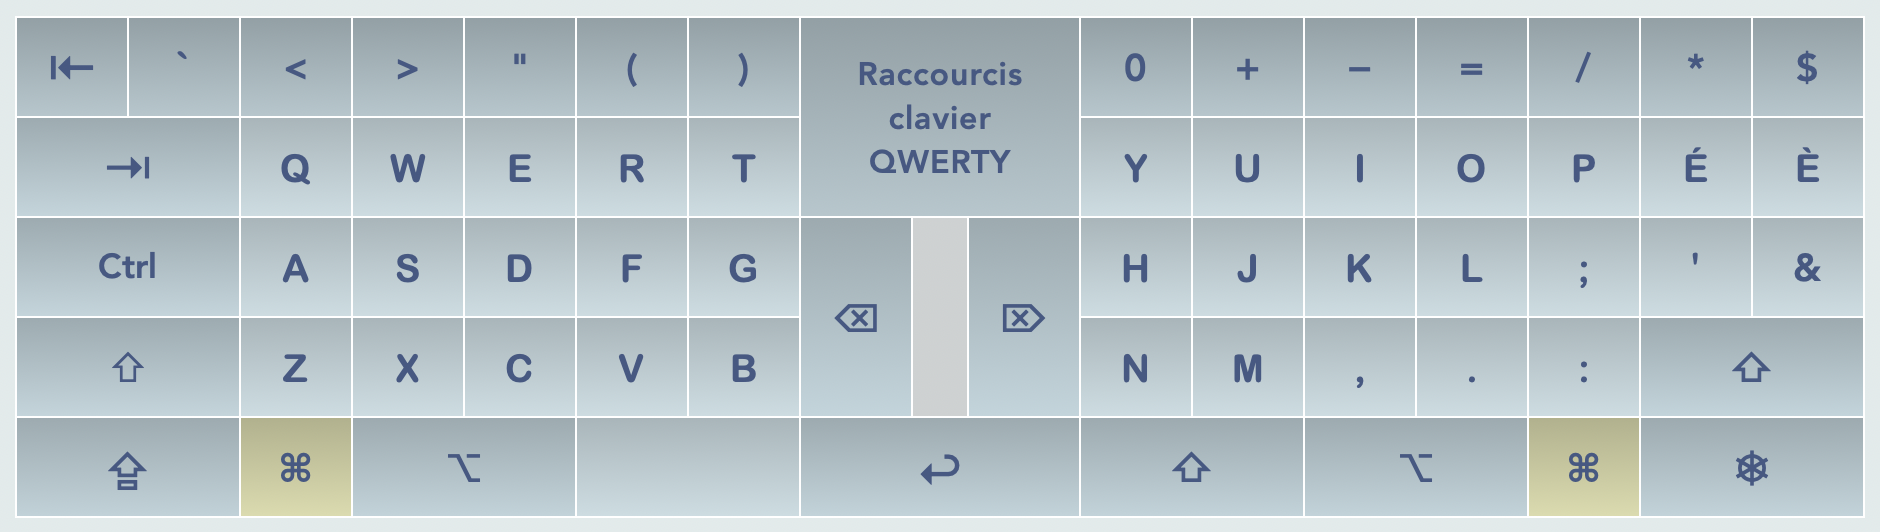 ⇤ ` < > " ( ) Raccourcis clavier QWERTY 0 + − = / * $
⇥ Q W E R T Y U I O P É È
Ctrl A S D F G ⌫ ⌦ H J K L ; ' &
⇧ Z X C V B N M , . : ⇧
⇪ ⌘ ⌥ ↩ ⇧ ⌥ ⌘ ⎈